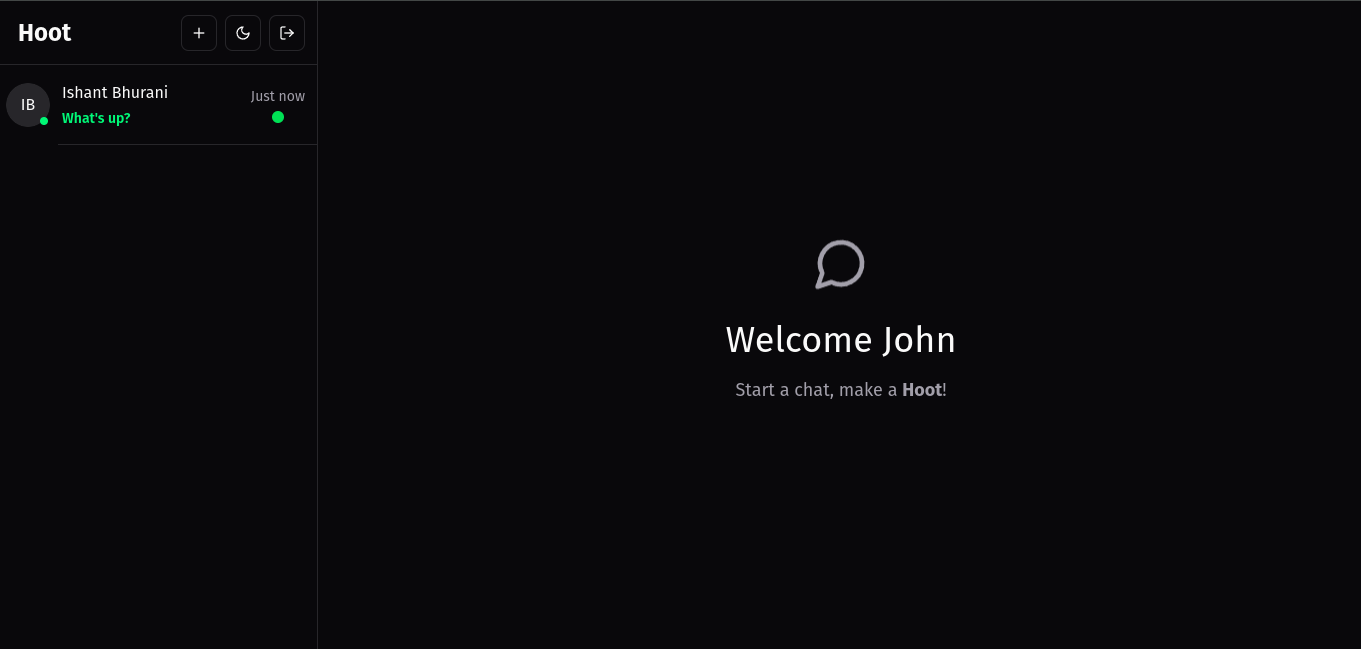 Hoot
IB
Ishant Bhurani
Just now
What's up?
Welcome John
Start a chat, make a Hoot!